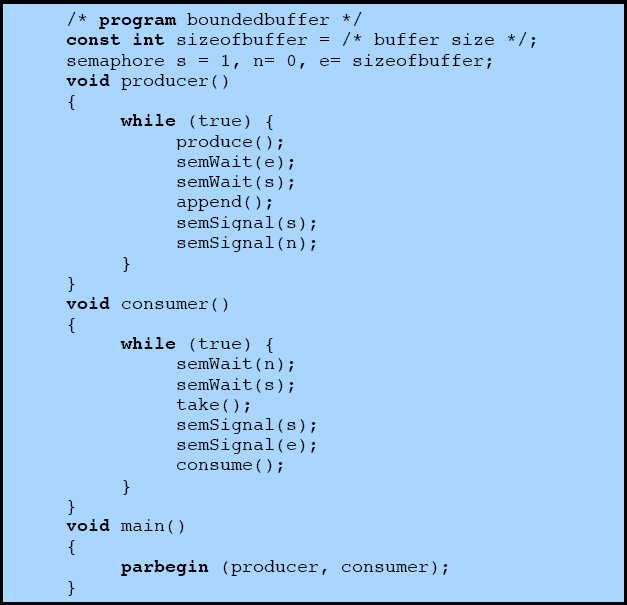 /* program boundedbuffer */
const int sizeofbuffer = /* buffer size */;
semaphore s = 1, n= 0, e= sizeofbuffer;
void producer()
{
     while (true) {
          produce();
          semWait(e);
          semWait(s);
          append();
          semSignal(s);
          semSignal(n);
     }
}
void consumer()
{
     while (true) {
          semWait(n);
          semWait(s);
          take();
          semSignal(s);
          semSignal(e);
          consume();
     }
}
void main()
{
     parbegin (producer, consumer);
}